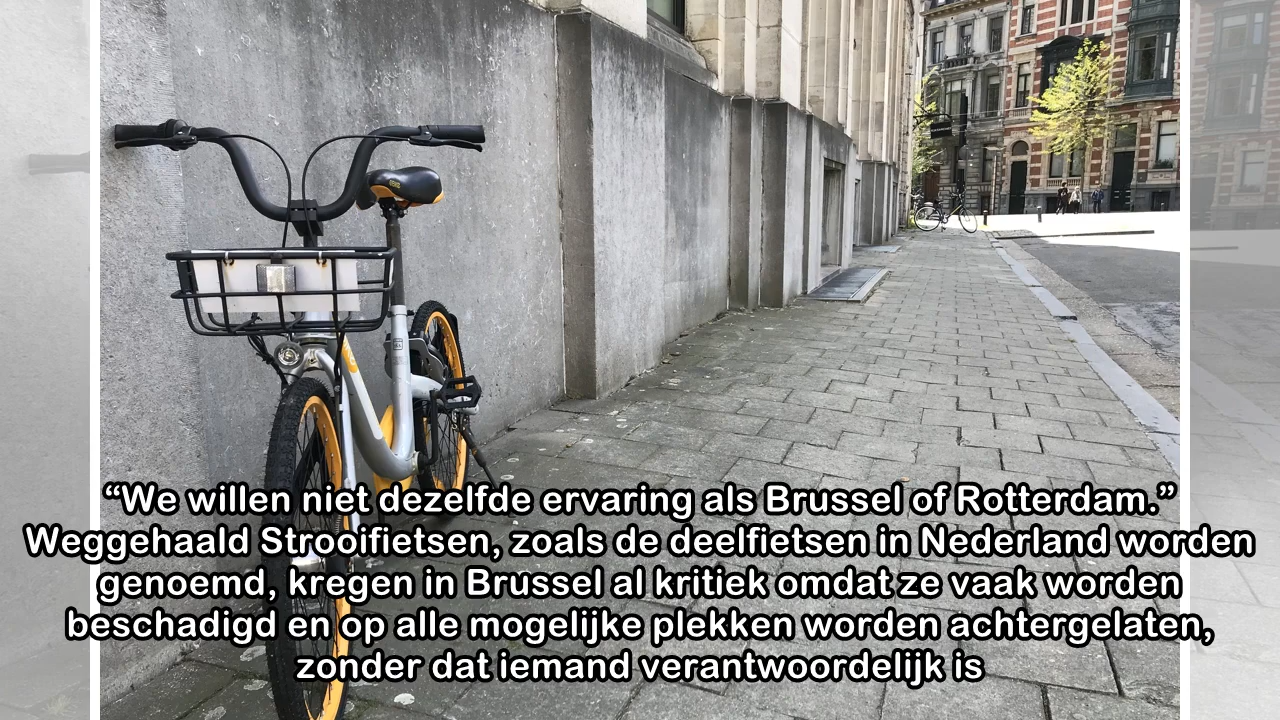 “We willen niet dezelfde ervaring als Brussel of Rotterdam.”
Weggehaald Strooifietsen, zoals de deelfietsen in Nederland worden
genoemd, kregen in Brussel al kritiek omdat ze vaak worden
beschadigd en op alle mogelijke plekken worden achtergelaten,
zonder dat iemand verantwoordelijk is